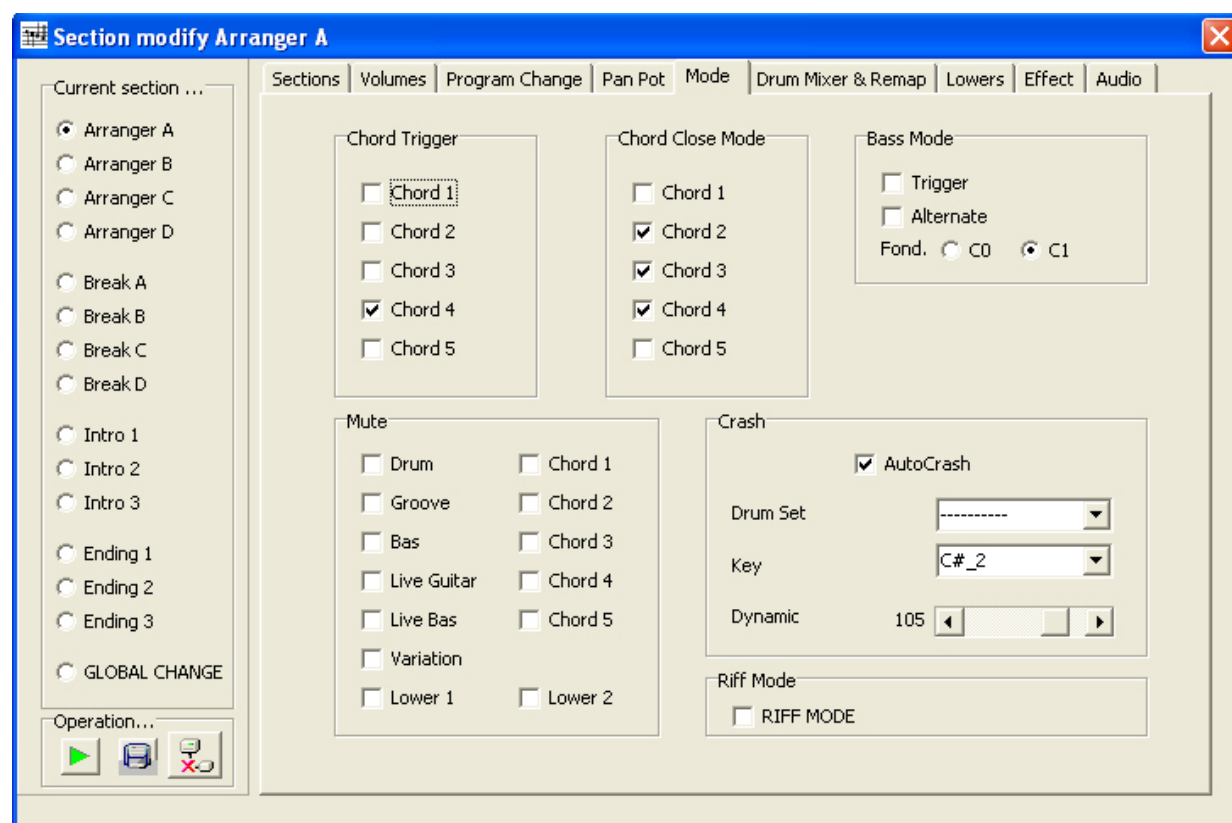 Section modify Arranger A
Current section ...
Arranger A
Arranger B
Arranger C
Arranger D
Break A
Break B
Break C
Break D
Intro 1
Intro 2
Intro 3
Ending 1
Ending 2
Ending 3
GLOBAL CHANGE
Operation...
Sections Volumes Program Change Pan Pot Mode Drum Mixer & Remap Lowers Effect Audio
Chord Trigger
Chord 1
Chord 2
Chord 3
Chord 4
Chord 5
Chord Close Mode
Chord 1
Chord 2
Chord 3
Chord 4
Chord 5
Bass Mode
Trigger
Alternate
Fond. C0 C1
Mute
Drum Chord 1
Groove Chord 2
Bas Chord 3
Live Guitar Chord 4
Live Bas Chord 5
Variation
Lower 1 Lower 2
Crash
AutoCrash
Drum Set ----------
Key C#_2
Dynamic 105
Riff Mode
RIFF MODE